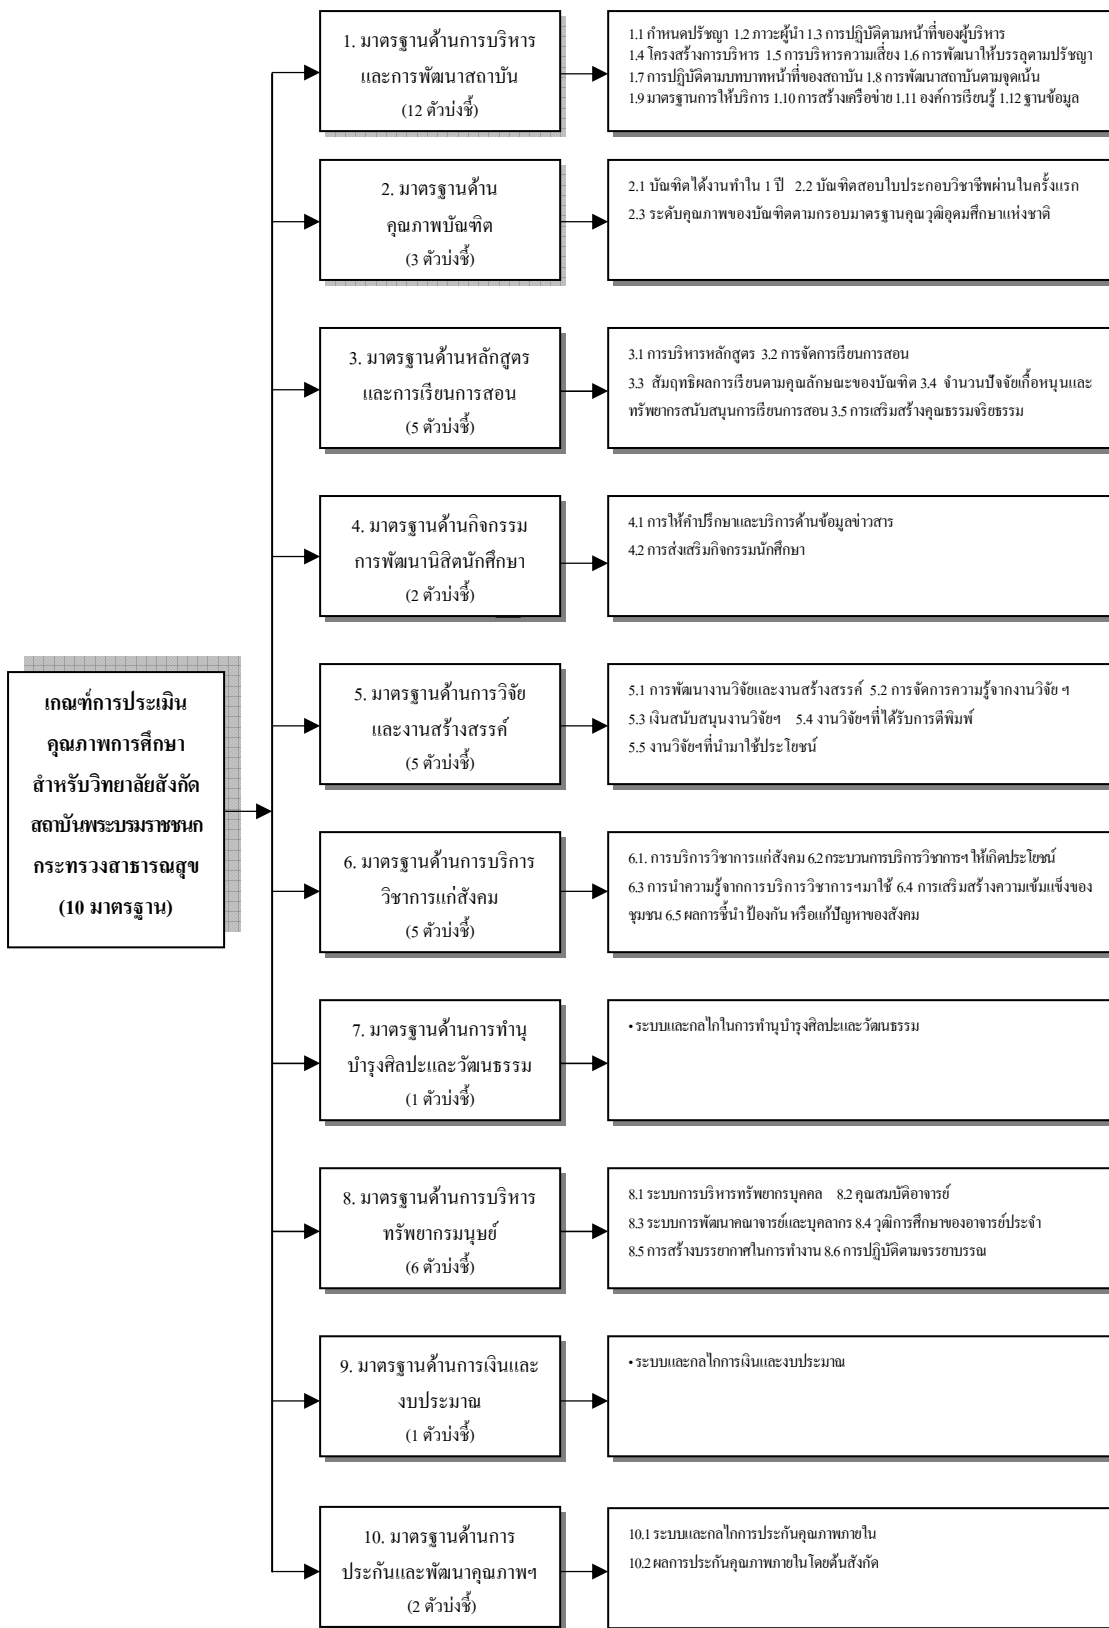 1. มาตรฐานด้านการบริหาร
และการพัฒนาสถาบัน
(12 ตัวบ่งชี้)
1.1 กำหนดปรัชญา 1.2 ภาวะผู้นำ 1.3 การปฏิบัติตามหน้าที่ของผู้บริหาร
1.4 โครงสร้างการบริหาร 1.5 การบริหารความเสี่ยง 1.6 การพัฒนาให้บรรลุตามปรัชญา
1.7 การปฏิบัติตามบทบาทหน้าที่ของสถาบัน 1.8 การพัฒนาสถาบันตามจุดเน้น
1.9 มาตรฐานการให้บริการ 1.10 การสร้างเครือข่าย 1.11 องค์การเรียนรู้ 1.12 ฐานข้อมูล
2. มาตรฐานด้าน
คุณภาพบัณฑิต
(3 ตัวบ่งชี้)
2.1 บัณฑิตได้งานทำใน 1 ปี 2.2 บัณฑิตสอบใบประกอบวิชาชีพผ่านในครั้งแรก
2.3 ระดับคุณภาพของบัณฑิตตามกรอบมาตรฐานคุณวุฒิอุดมศึกษาแห่งชาติ
3. มาตรฐานด้านหลักสูตร
และการเรียนการสอน
(5 ตัวบ่งชี้)
3.1 การบริหารหลักสูตร 3.2 การจัดการเรียนการสอน
3.3 สัมฤทธิผลการเรียนตามคุณลักษณะของบัณฑิต 3.4 จำนวนปัจจัยเกื้อหนุนและ
ทรัพยากรสนับสนุนการเรียนการสอน 3.5 การเสริมสร้างคุณธรรมจริยธรรม
4. มาตรฐานด้านกิจกรรม
การพัฒนานิสิตนักศึกษา
(2 ตัวบ่งชี้)
4.1 การให้คำปรึกษาและบริการด้านข้อมูลข่าวสาร
4.2 การส่งเสริมกิจกรรมนักศึกษา
เกณฑ์การประเมิน
คุณภาพการศึกษา
สำหรับวิทยาลัยสังกัด
สถาบันพระบรมราชชนก
กระทรวงสาธารณสุข
(10 มาตรฐาน)
5. มาตรฐานด้านการวิจัย
และงานสร้างสรรค์
(5 ตัวบ่งชี้)
5.1 การพัฒนางานวิจัยและงานสร้างสรรค์ 5.2 การจัดการความรู้จากงานวิจัย ฯ
5.3 เงินสนับสนุนงานวิจัยฯ 5.4 งานวิจัยฯที่ได้รับการตีพิมพ์
5.5 งานวิจัยฯที่นำมาใช้ประโยชน์
6. มาตรฐานด้านการบริการ
วิชาการแก่สังคม
(5 ตัวบ่งชี้)
6.1. การบริการวิชาการแก่สังคม 6.2 กระบวนการบริการวิชาการฯ ให้เกิดประโยชน์
6.3 การนำความรู้จากการบริการวิชาการฯมาใช้ 6.4 การเสริมสร้างความเข้มแข็งของ
ชุมชน 6.5 ผลการชี้นำ ป้องกัน หรือแก้ปัญหาของสังคม
7. มาตรฐานด้านการทำนุ
บำรุงศิลปะและวัฒนธรรม
(1 ตัวบ่งชี้)
• ระบบและกลไกในการทำนุบำรุงศิลปะและวัฒนธรรม
8. มาตรฐานด้านการบริหาร
ทรัพยากรมนุษย์
(6 ตัวบ่งชี้)
8.1 ระบบการบริหารทรัพยากรบุคคล 8.2 คุณสมบัติอาจารย์
8.3 ระบบการพัฒนาคณาจารย์และบุคลากร 8.4 วุฒิการศึกษาของอาจารย์ประจำ
8.5 การสร้างบรรยากาศในการทำงาน 8.6 การปฏิบัติตามจรรยาบรรณ
9. มาตรฐานด้านการเงินและ
งบประมาณ
(1 ตัวบ่งชี้)
• ระบบและกลไกการเงินและงบประมาณ
10. มาตรฐานด้านการ
ประกันและพัฒนาคุณภาพฯ
(2 ตัวบ่งชี้)
10.1 ระบบและกลไกการประกันคุณภาพภายใน
10.2 ผลการประกันคุณภาพภายในโดยต้นสังกัด